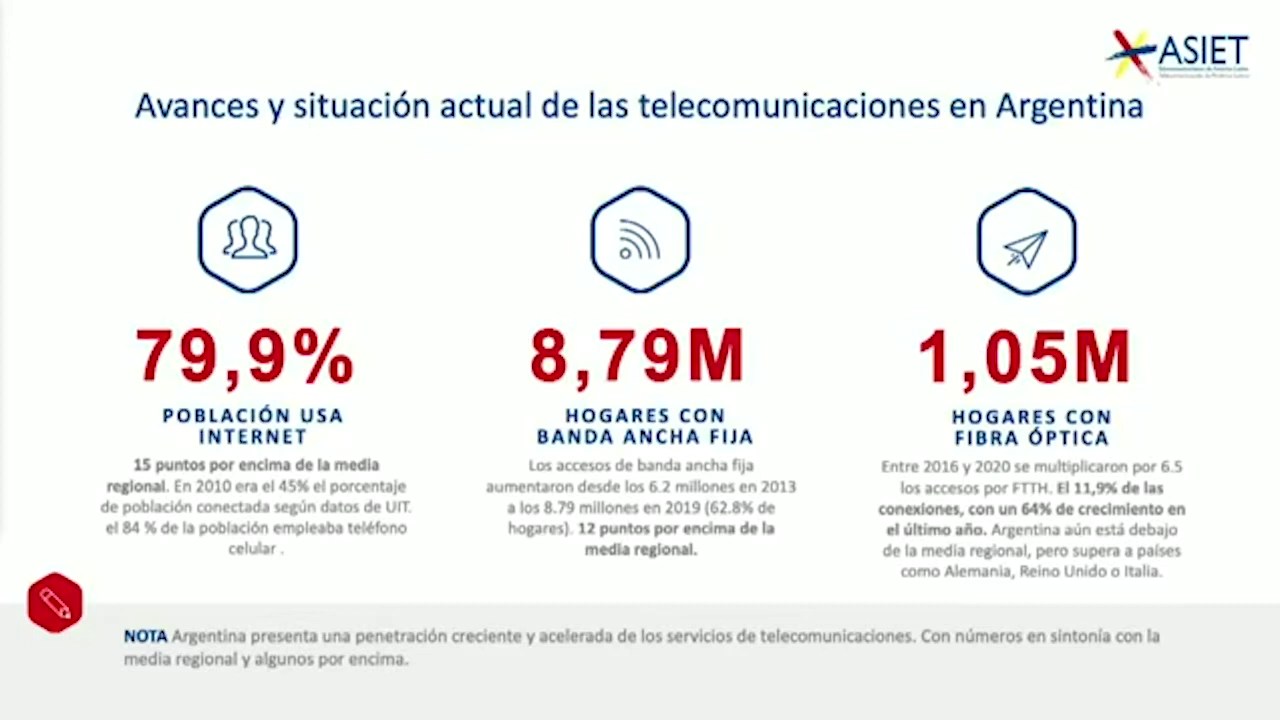 ASIET
Avances y situación actual de las telecomunicaciones en Argentina
79,9%
POBLACIÓN USA
INTERNET
15 puntos por encima de la media
regional. En 2010 era el 45% el porcentaje
de población conectada según datos de UIT.
el 84 % de la población empleaba teléfono
celular .
8,79M
HOGARES CON
BANDA ANCHA FIJA
Los accesos de banda ancha fija
aumentaron desde los 6.2 millones en 2013
a los 8.79 millones en 2019 (62.8% de
hogares). 12 puntos por encima de la
media regional.
1,05M
HOGARES CON
FIBRA ÓPTICA
Entre 2016 y 2020 se multiplicaron por 6.5
los accesos por FTTH. El 11,9% de las
conexiones, con un 64% de crecimiento en
el último año. Argentina aún está debajo
de la media regional, pero supera a países
como Alemania, Reino Unido o Italia.
NOTA Argentina presenta una penetración creciente y acelerada de los servicios de telecomunicaciones. Con números en sintonía con la
media regional y algunos por encima.